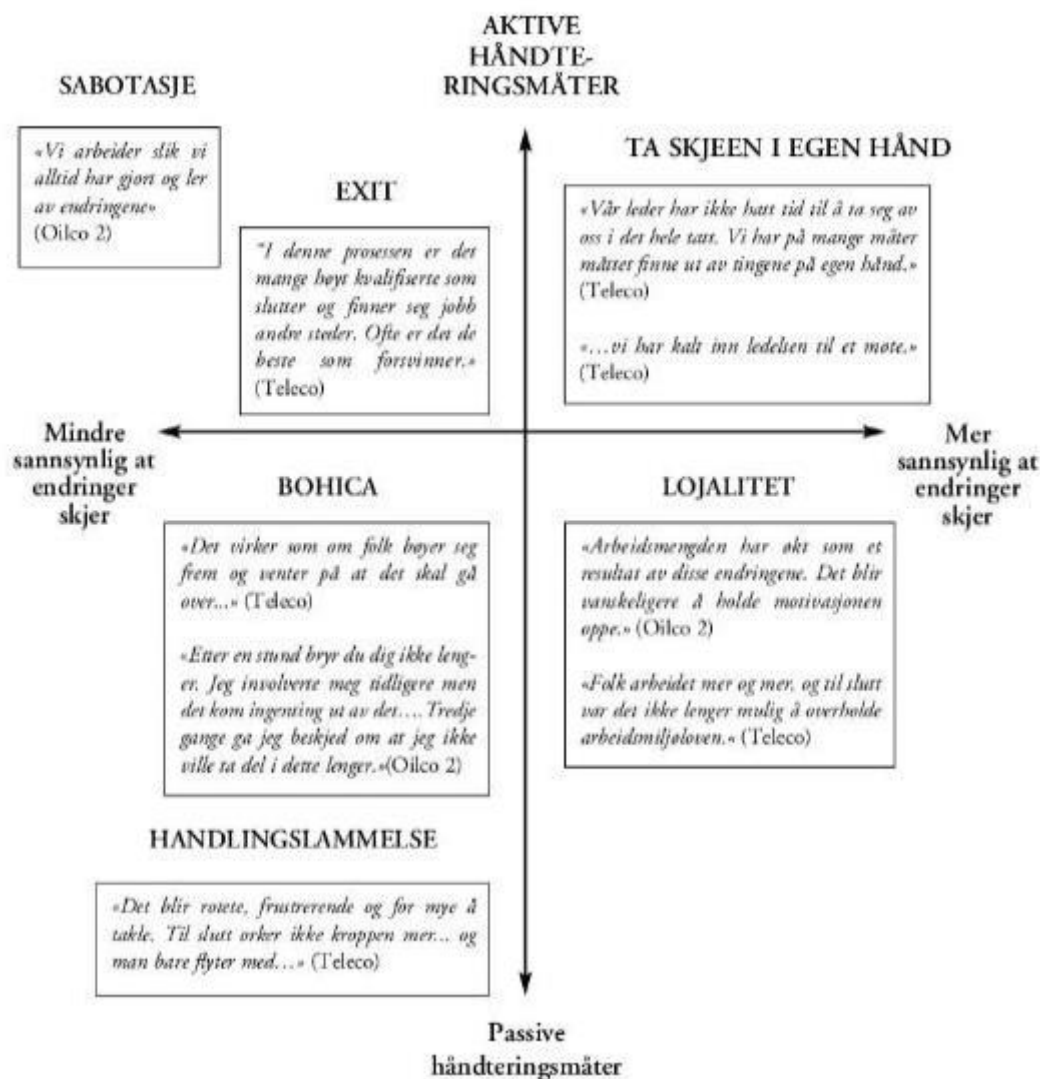 AKTIVE
HÅNDTE-
RINGSMÅTER
SABOTASJE
«Vi arbeider slik vi
alltid har gjort og ler
av endringene»
(Oilco 2)
EXIT
"I denne prosessen er det
mange høyt kvalifiserte som
slutter og finner seg jobb
andre steder. Ofte er det de
beste som forsvinner.»
(Teleco)
TA SKJEEN I EGEN HÅND
«Vår leder har ikke hatt tid til å ta seg av
oss i det hele tatt. Vi har på mange måter
måttet finne ut av tingene på egen hånd.»
(Teleco)
«…vi har kalt inn ledelsen til et møte.»
(Teleco)
Mindre
sannsynlig at
endringer
skjer
Mer
sannsynlig at
endringer
skjer
BOHICA
«Det virker som om folk bøyer seg
frem og venter på at det skal gå
over...» (Teleco)
«Etter en stund bryr du dig ikke leng-
er. Jeg involverte meg tidligere men
det kom ingenting ut av det…. Tredje
gange ga jeg beskjed om at jeg ikke
ville ta del i dette lenger.»(Oilco 2)
LOJALITET
«Arbeidsmengden har økt som et
resultat av disse endringene. Det blir
vanskeligere å holde motivasjonen
oppe.» (Oilco 2)
«Folk arbeidet mer og mer, og til slutt
var det ikke lenger mulig å overholde
arbeidsmiljøloven.« (Teleco)
HANDLINGSLAMMELSE
«Det blir rotete, frustrerende og for mye å
takle. Til slutt orker ikke kroppen mer... og
man bare flyter med…» (Teleco)
Passive
håndteringsmåter